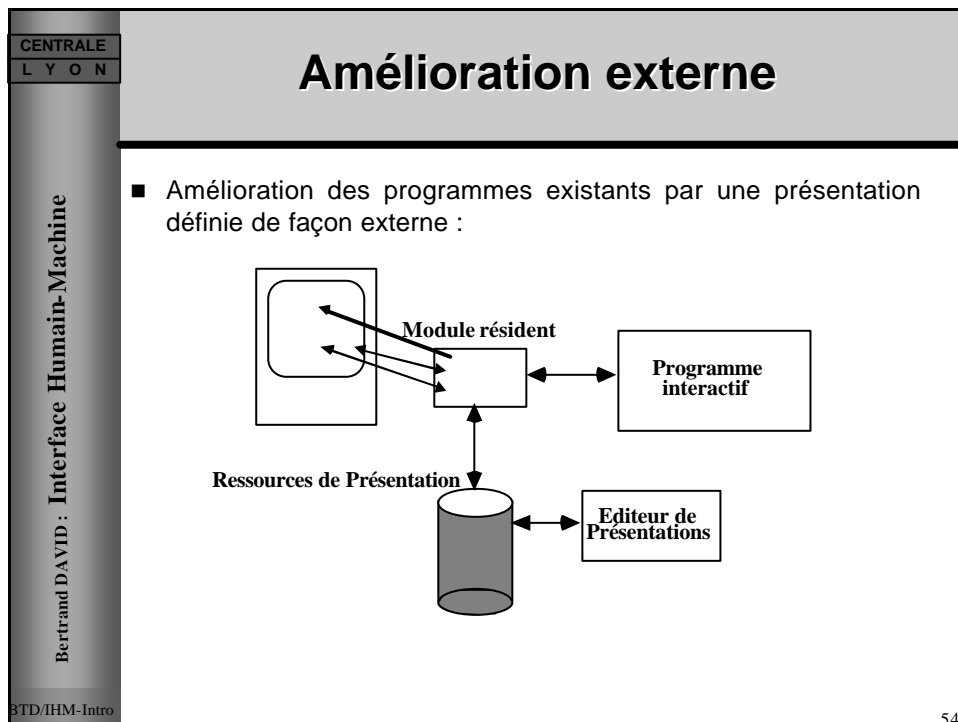 CENTRALE
LYON
Amélioration externe
Bertrand DAVID : Interface Humain-Machine
■ Amélioration des programmes existants par une présentation
définie de façon externe :
Module résident
Programme
interactif
Ressources de Présentation
Editeur de
Présentations
BTD/IHM-Intro
54